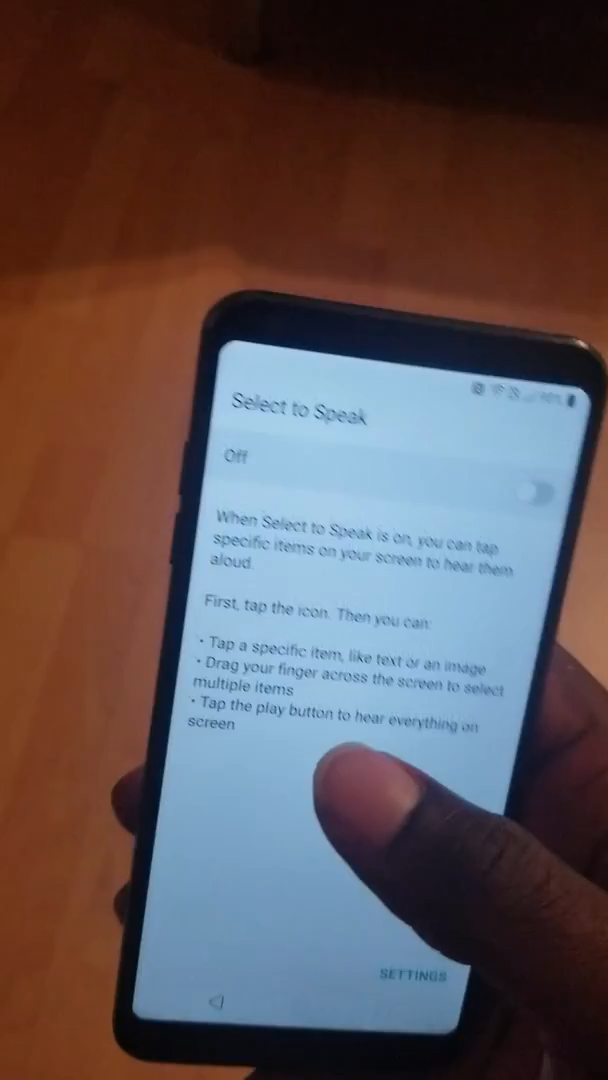 Select to Speak
Off
When Select to Speak is on, you can tap
specific items on your screen to hear them
aloud.
First, tap the icon. Then you can:
• Tap a specific item, like text or an image
• Drag your finger across the screen to select
multiple items
• Tap the play button to hear everything on
screen
SETTINGS